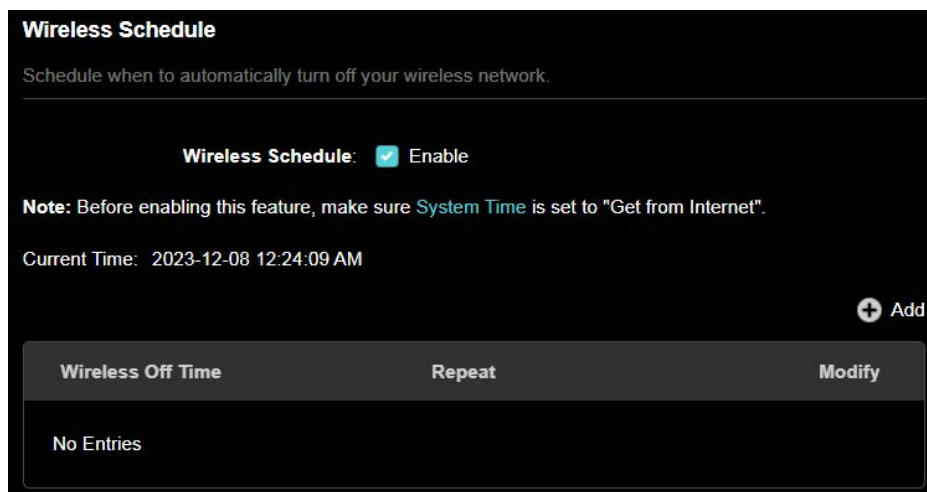 Wireless Schedule
Schedule when to automatically turn off your wireless network.
Wireless Schedule: Enable
Note: Before enabling this feature, make sure System Time is set to "Get from Internet".
Current Time: 2023-12-08 12:24:09 AM
Add
Wireless Off Time Repeat Modify
No Entries